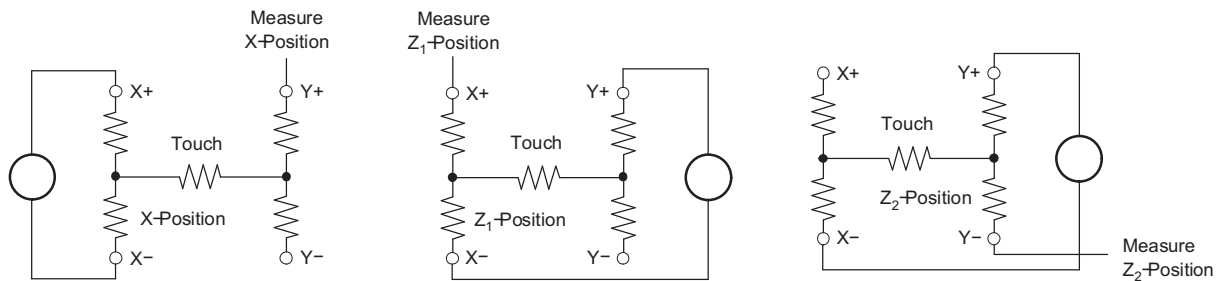 Measure
X-Position
X+
Y+
Touch
X-Position
X−
Y−
Measure
Z₁-Position
X+
Y+
Touch
Z₁-Position
X−
Y−
X+
Y+
Touch
Z₂-Position
X−
Y−
Measure
Z₂-Position